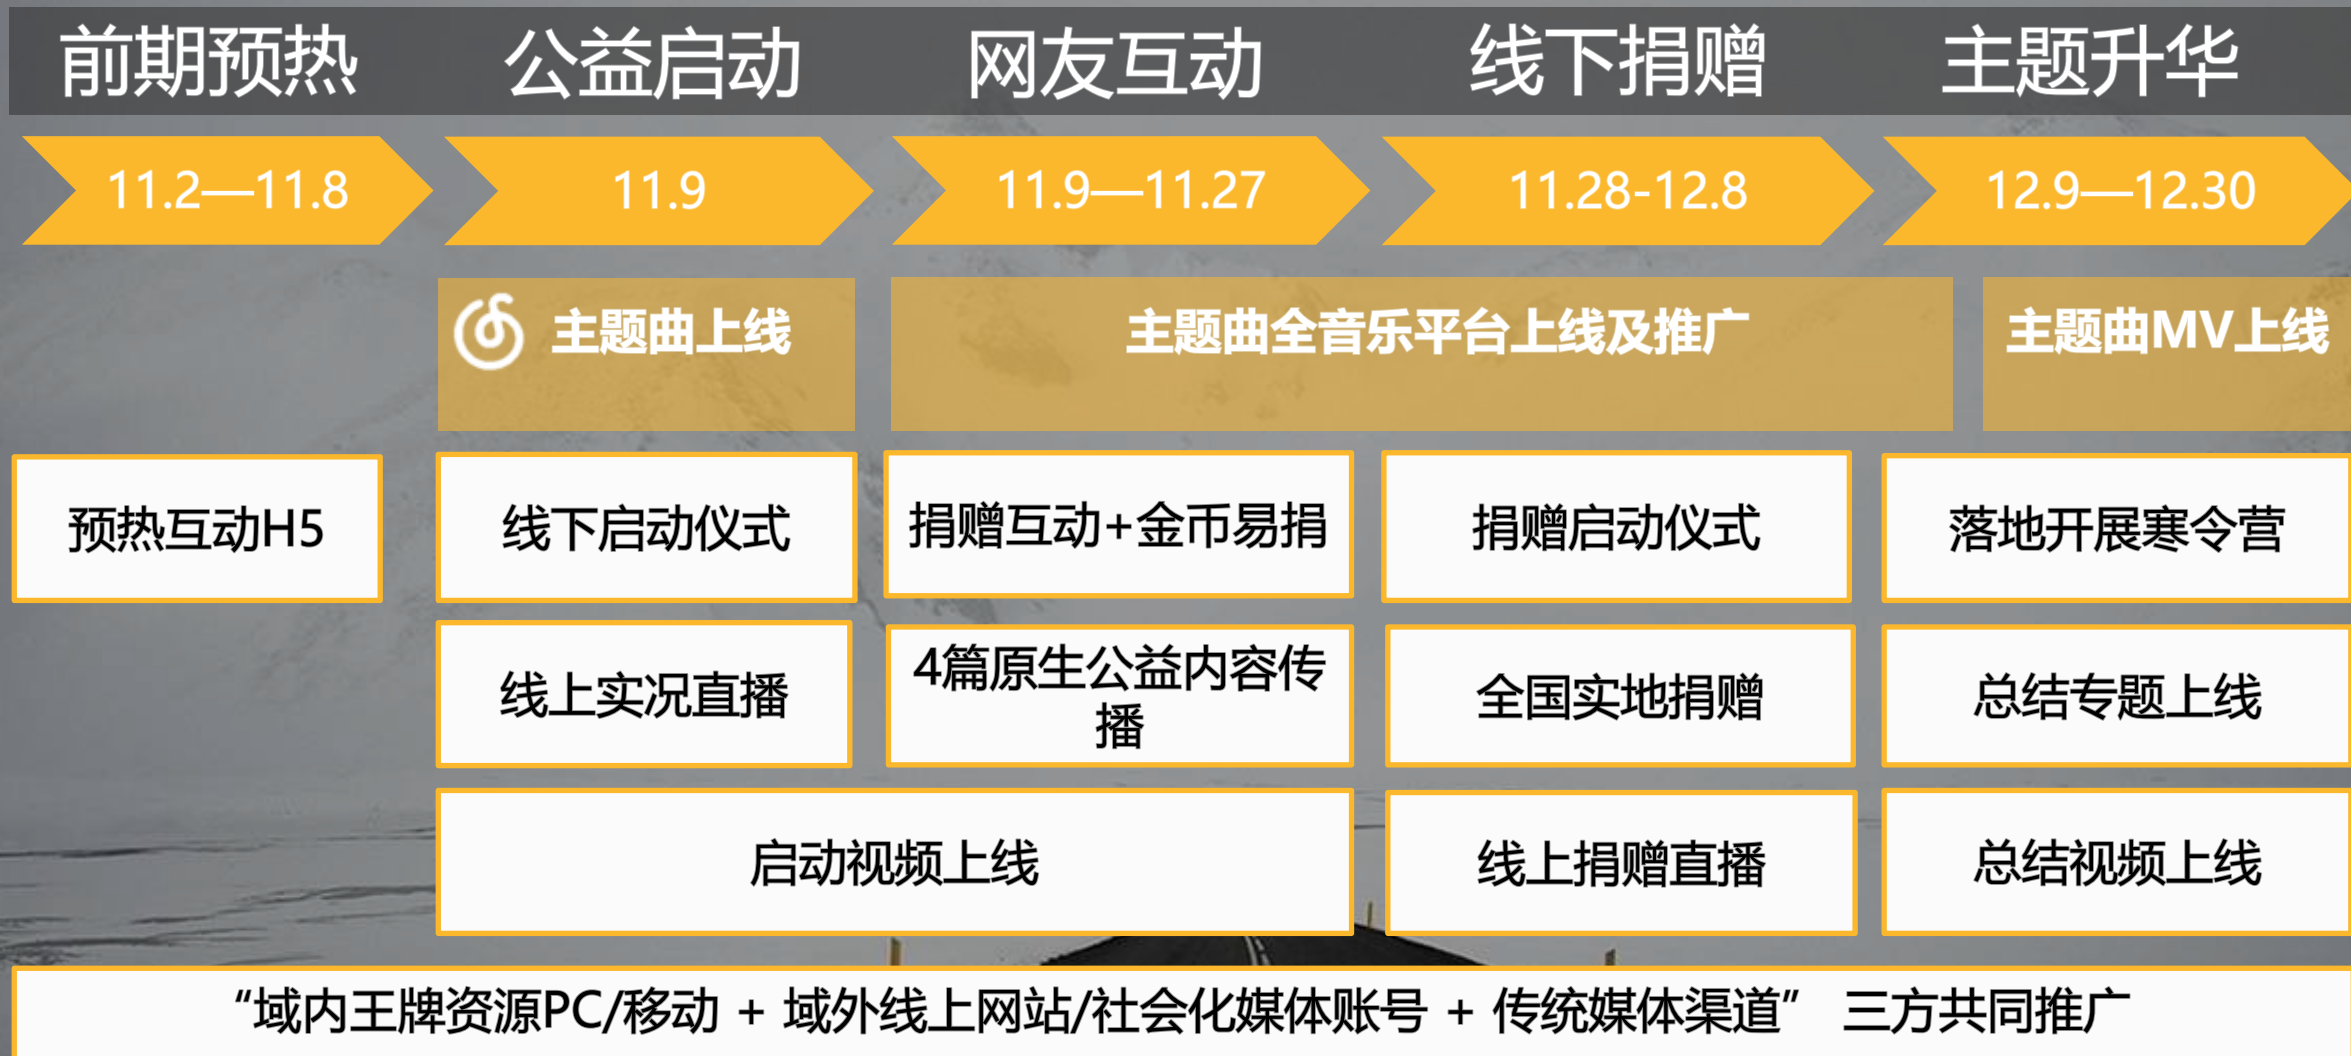 前期预热
公益启动
网友互动
线下捐赠
主题升华
11.2—11.8
11.9
11.9—11.27
11.28-12.8
12.9—12.30
主题曲上线
主题曲全音乐平台上线及推广
主题曲MV上线
预热互动H5
线下启动仪式
捐赠互动+金币易捐
捐赠启动仪式
落地开展寒令营
线上实况直播
4篇原生公益内容传
播
全国实地捐赠
总结专题上线
启动视频上线
线上捐赠直播
总结视频上线
“域内王牌资源PC/移动 + 域外线上网站/社会化媒体账号 + 传统媒体渠道” 三方共同推广